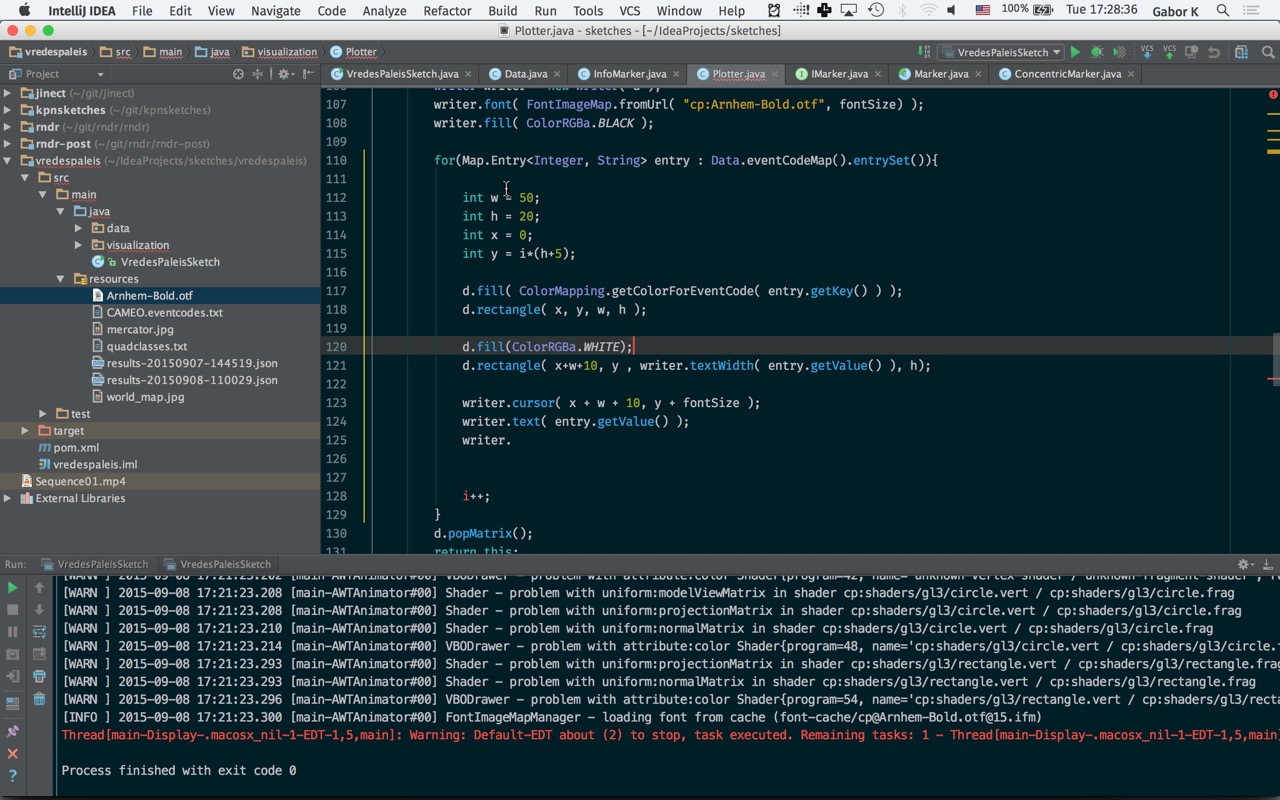 IntelliJ IDEA File Edit View Navigate Code Analyze Refactor Build Run Tools VCS Window Help 100% Tue 17:28:36 Gabor K
Plotter.java - sketches - [~/IdeaProjects/sketches]
vredespaleis src main java visualization Plotter VredesPaleisSketch VCS VCS
Project VredesPaleisSketch.java Data.java InfoMarker.java Plotter.java IMarker.java Marker.java ConcentricMarker.java
jinect (~/git/jinect)
kpnsketches (~/git/kpnsketches)
rndr (~/git/rndr/rndr)
rndr-post (~/git/rndr/rndr-post)
vredespaleis (~/IdeaProjects/sketches/vredespaleis)
src
main
java
data
visualization
VredesPaleisSketch
resources
Arnhem-Bold.otf
CAMEO.eventcodes.txt
mercator.jpg
quadclasses.txt
results-20150907-144519.json
results-20150908-110029.json
world_map.jpg
test
target
pom.xml
vredespaleis.iml
Sequence01.mp4
External Libraries
107 writer.font( FontImageMap.fromUrl( "cp:Arnhem-Bold.otf", fontSize) );
108 writer.fill( ColorRGBa.BLACK );
109
110 for(Map.Entry<Integer, String> entry : Data.eventCodeMap().entrySet()){
111
112 int w = 50;
113 int h = 20;
114 int x = 0;
115 int y = i*(h+5);
116
117 d.fill( ColorMapping.getColorForEventCode( entry.getKey() ) );
118 d.rectangle( x, y, w, h );
119
120 d.fill(ColorRGBa.WHITE);
121 d.rectangle( x+w+10, y , writer.textWidth( entry.getValue() ), h);
122
123 writer.cursor( x + w + 10, y + fontSize );
124 writer.text( entry.getValue() );
125 writer.
126
127
128 i++;
129 }
130 d.popMatrix();
131 return this;
Run: VredesPaleisSketch VredesPaleisSketch
[WARN ] 2015-09-08 17:21:23.208 [main-AWTAnimator#00] Shader - problem with uniform:modelViewMatrix in shader cp:shaders/gl3/circle.vert / cp:shaders/gl3/circle.frag
[WARN ] 2015-09-08 17:21:23.208 [main-AWTAnimator#00] Shader - problem with uniform:projectionMatrix in shader cp:shaders/gl3/circle.vert / cp:shaders/gl3/circle.frag
[WARN ] 2015-09-08 17:21:23.210 [main-AWTAnimator#00] Shader - problem with uniform:normalMatrix in shader cp:shaders/gl3/circle.vert / cp:shaders/gl3/circle.frag
[WARN ] 2015-09-08 17:21:23.214 [main-AWTAnimator#00] VBODrawer - problem with attribute:color Shader{program=48, name='cp:shaders/gl3/circle.vert / cp:shaders/gl3/circle.
[WARN ] 2015-09-08 17:21:23.293 [main-AWTAnimator#00] Shader - problem with uniform:projectionMatrix in shader cp:shaders/gl3/rectangle.vert / cp:shaders/gl3/rectangle.frag
[WARN ] 2015-09-08 17:21:23.293 [main-AWTAnimator#00] Shader - problem with uniform:normalMatrix in shader cp:shaders/gl3/rectangle.vert / cp:shaders/gl3/rectangle.frag
[WARN ] 2015-09-08 17:21:23.296 [main-AWTAnimator#00] VBODrawer - problem with attribute:color Shader{program=54, name='cp:shaders/gl3/rectangle.vert / cp:shaders/gl3/recta
[INFO ] 2015-09-08 17:21:23.300 [main-AWTAnimator#00] FontImageMapManager - loading font from cache (font-cache/cp@Arnhem-Bold.otf@15.ifm)
Thread[main-Display-.macosx_nil-1-EDT-1,5,main]: Warning: Default-EDT about (2) to stop, task executed. Remaining tasks: 1 - Thread[main-Display-.macosx_nil-1-EDT-1,5,main]
Process finished with exit code 0